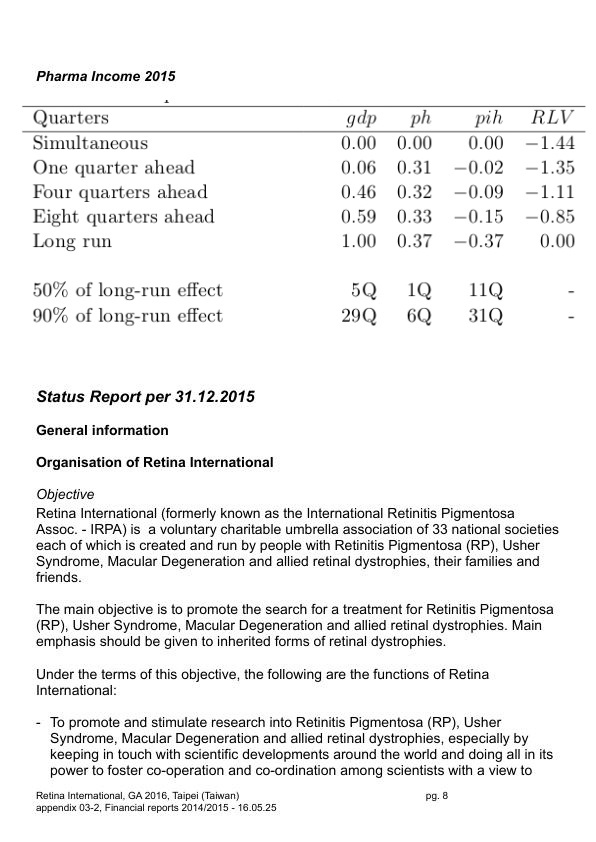 Pharma Income 2015
Quarters gdp ph pih RLV
Simultaneous 0.00 0.00 0.00 −1.44
One quarter ahead 0.06 0.31 −0.02 −1.35
Four quarters ahead 0.46 0.32 −0.09 −1.11
Eight quarters ahead 0.59 0.33 −0.15 −0.85
Long run 1.00 0.37 −0.37 0.00
50% of long-run effect 5Q 1Q 11Q -
90% of long-run effect 29Q 6Q 31Q -
Status Report per 31.12.2015
General information
Organisation of Retina International
Objective
Retina International (formerly known as the International Retinitis Pigmentosa
Assoc. - IRPA) is a voluntary charitable umbrella association of 33 national societies
each of which is created and run by people with Retinitis Pigmentosa (RP), Usher
Syndrome, Macular Degeneration and allied retinal dystrophies, their families and
friends.
The main objective is to promote the search for a treatment for Retinitis Pigmentosa
(RP), Usher Syndrome, Macular Degeneration and allied retinal dystrophies. Main
emphasis should be given to inherited forms of retinal dystrophies.
Under the terms of this objective, the following are the functions of Retina
International:
- To promote and stimulate research into Retinitis Pigmentosa (RP), Usher
Syndrome, Macular Degeneration and allied retinal dystrophies, especially by
keeping in touch with scientific developments around the world and doing all in its
power to foster co-operation and co-ordination among scientists with a view to
Retina International, GA 2016, Taipei (Taiwan) pg. 8
appendix 03-2, Financial reports 2014/2015 - 16.05.25